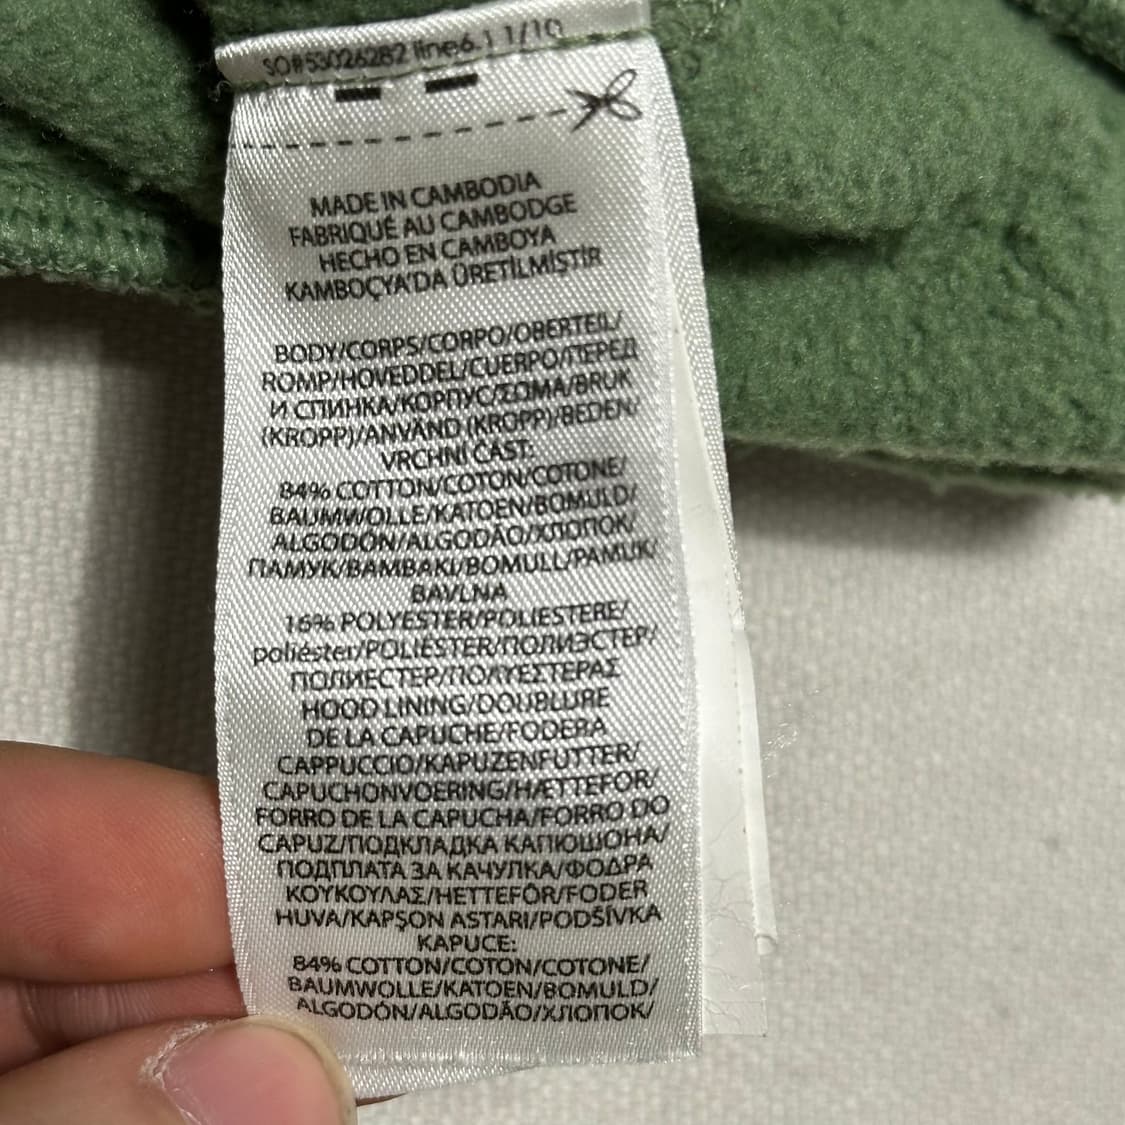 SO#53026282 line6.1 1/10
MADE IN CAMBODIA
FABRIQUÉ AU CAMBODGE
HECHO EN CAMBOYA
KAMBOÇYA'DA ÜRETİLMİŞTİR
BODY/CORPS/CORPO/OBERTEIL/
ROMP/HOVEDDEL/CUERPO/ПЕРЕД
И СПИНКА/КОРПУС/ΣΩΜΑ/BRUK
(KROPP)/ANVÄND (KROPP)/BEDEN/
VRCHNÍ ČÁST:
84% COTTON/COTON/COTONE/
BAUMWOLLE/KATOEN/BOMULD/
ALGODÓN/ALGODÃO/ХЛОПОК/
ПАМУК/ΒΑΜΒΑΚΙ/BOMULL/PAMUK/
BAVLNA
16% POLYESTER/POLIESTERE/
poliéster/POLIÉSTER/ПОЛИЭСТЕР/
ПОЛИЕСТЕР/ΠΟΛΥΕΣΤΕΡΑΣ
HOOD LINING/DOUBLURE
DE LA CAPUCHE/FODERA
CAPPUCCIO/KAPUZENFUTTER/
CAPUCHONVOERING/HÆTTEFOR/
FORRO DE LA CAPUCHA/FORRO DO
CAPUZ/ПОДКЛАДКА КАПЮШОНА/
ПОДПЛАТА ЗА КАЧУЛКА/ΦΟΔΡΑ
ΚΟΥΚΟΥΛΑΣ/HETTEFÔR/FODER
HUVA/KAPŞON ASTARI/PODŠÍVKA
KAPUCE:
84% COTTON/COTON/COTONE/
BAUMWOLLE/KATOEN/BOMULD/
ALGODÓN/ALGODÃO/ХЛОПОК/